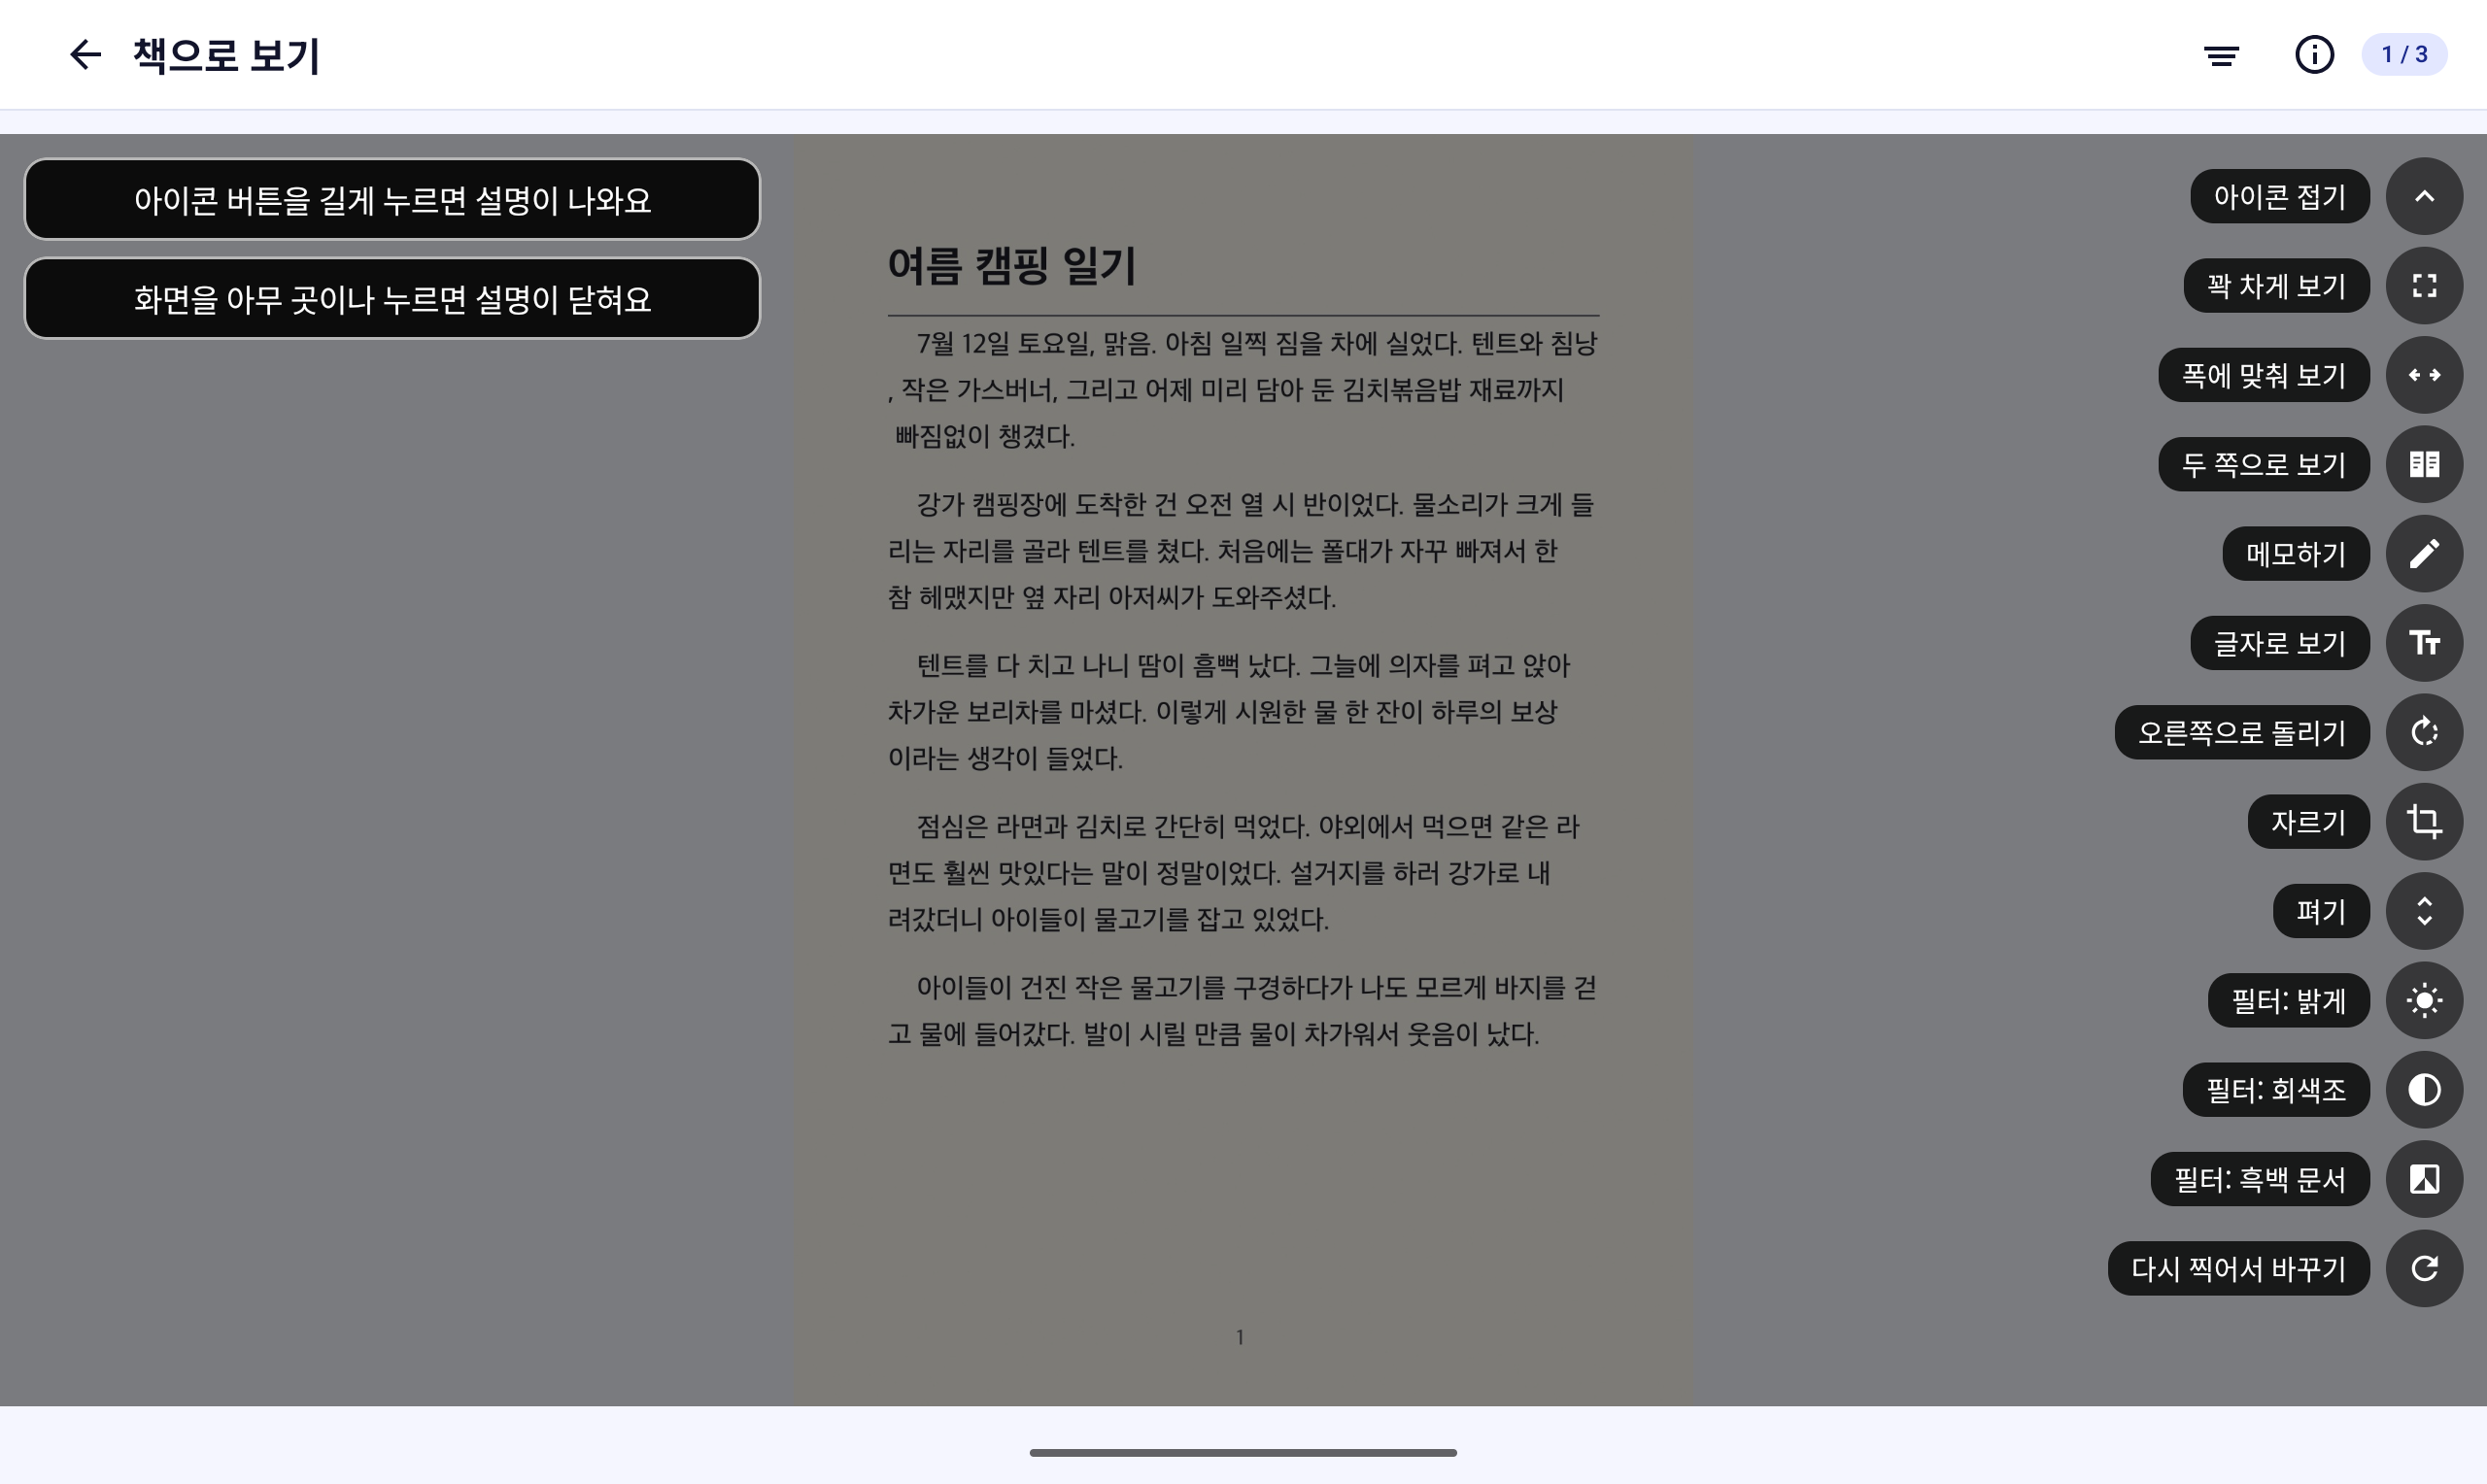 책으로 보기
1 / 3
아이콘 버튼을 길게 누르면 설명이 나와요
화면을 아무 곳이나 누르면 설명이 닫혀요
여름 캠핑 일기
7월 12일 토요일, 맑음. 아침 일찍 짐을 차에 실었다. 텐트와 침낭
, 작은 가스버너, 그리고 어제 미리 담아 둔 김치볶음밥 재료까지
빠짐없이 챙겼다.
강가 캠핑장에 도착한 건 오전 열 시 반이었다. 물소리가 크게 들
리는 자리를 골라 텐트를 쳤다. 처음에는 폴대가 자꾸 빠져서 한
참 헤맸지만 옆 자리 아저씨가 도와주셨다.
텐트를 다 치고 나니 땀이 흠뻑 났다. 그늘에 의자를 펴고 앉아
차가운 보리차를 마셨다. 이렇게 시원한 물 한 잔이 하루의 보상
이라는 생각이 들었다.
점심은 라면과 김치로 간단히 먹었다. 야외에서 먹으면 같은 라
면도 훨씬 맛있다는 말이 정말이었다. 설거지를 하러 강가로 내
려갔더니 아이들이 물고기를 잡고 있었다.
아이들이 건진 작은 물고기를 구경하다가 나도 모르게 바지를 걷
고 물에 들어갔다. 발이 시릴 만큼 물이 차가워서 웃음이 났다.
1
아이콘 접기
꽉 차게 보기
폭에 맞춰 보기
두 쪽으로 보기
메모하기
글자로 보기
오른쪽으로 돌리기
자르기
펴기
필터: 밝게
필터: 회색조
필터: 흑백 문서
다시 찍어서 바꾸기